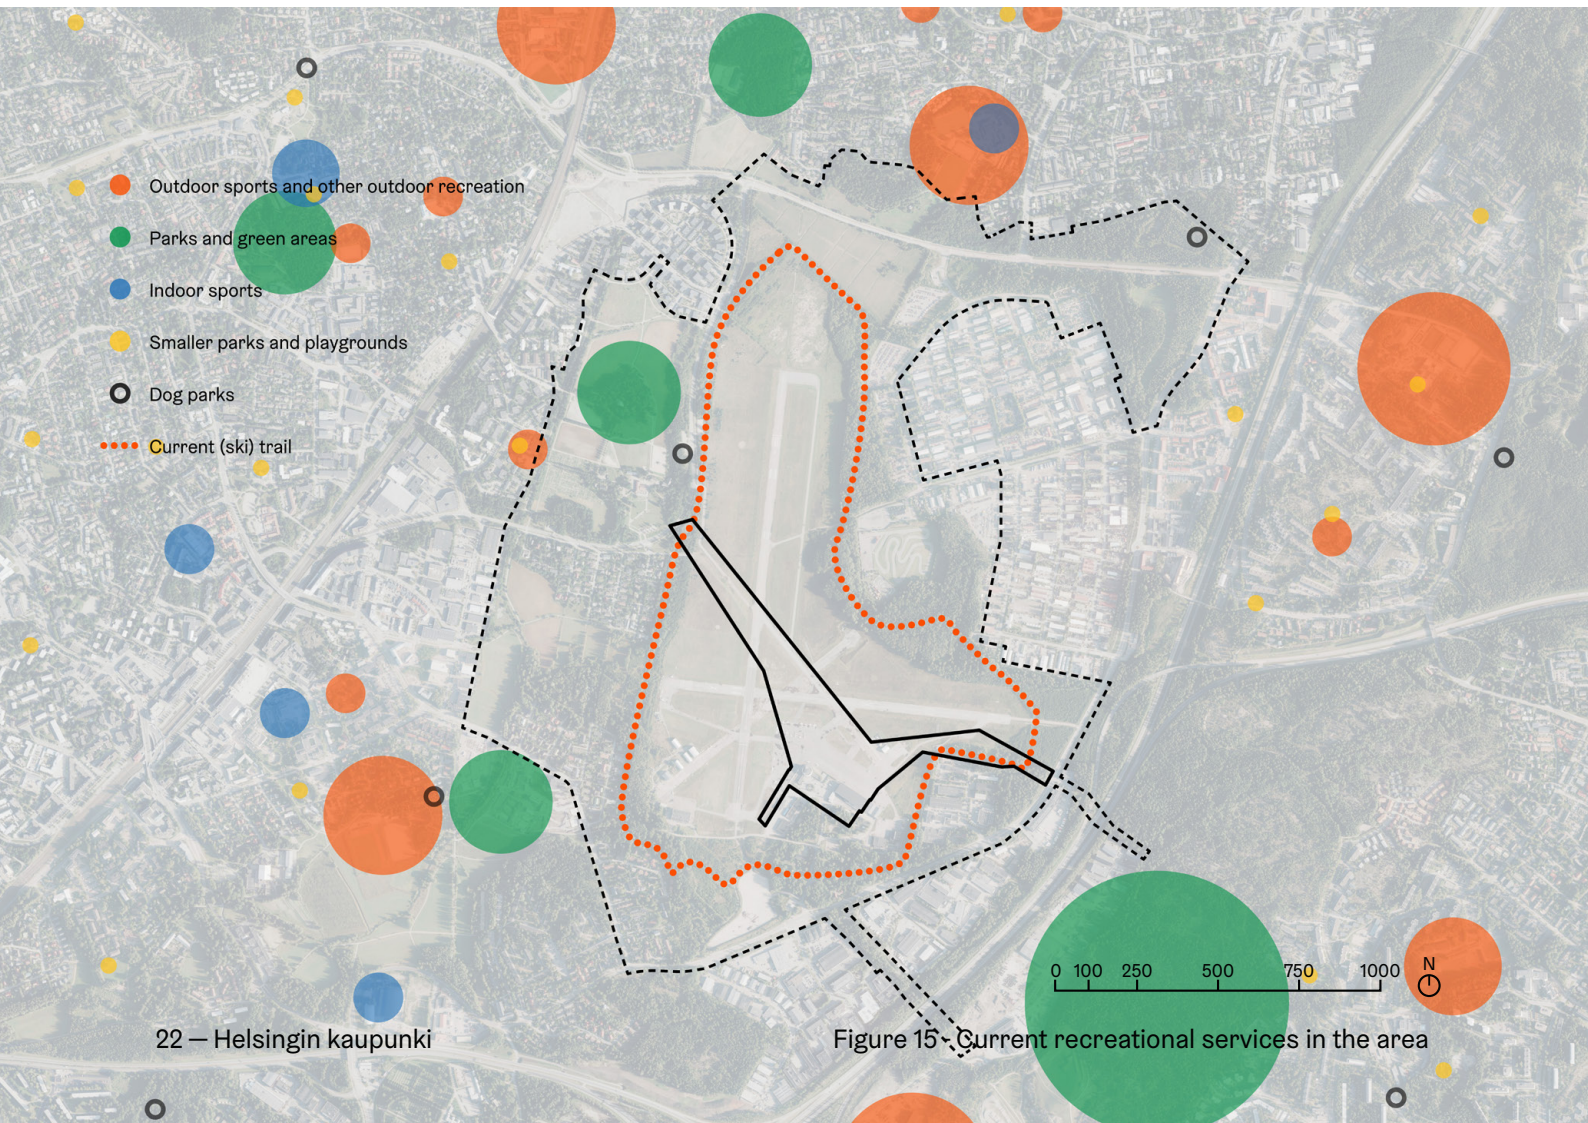 Outdoor sports and other outdoor recreation
Parks and green areas
Indoor sports
Smaller parks and playgrounds
Dog parks
Current (ski) trail
0 100 250 500 750 1000 N
22 — Helsingin kaupunki
Figure 15 - Current recreational services in the area